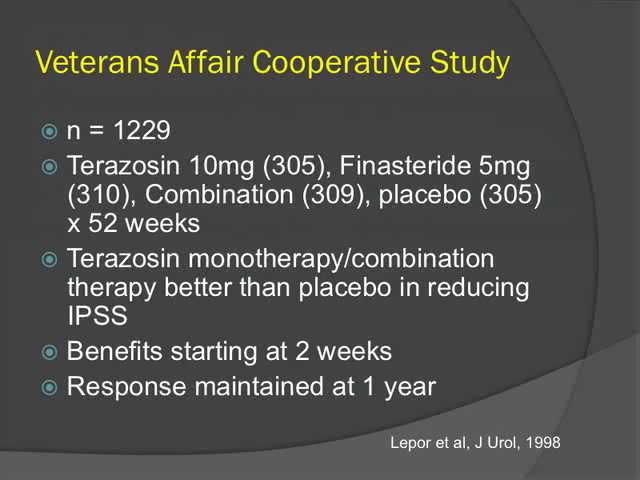 Veterans Affair Cooperative Study
n = 1229
Terazosin 10mg (305), Finasteride 5mg
(310), Combination (309), placebo (305)
x 52 weeks
Terazosin monotherapy/combination
therapy better than placebo in reducing
IPSS
Benefits starting at 2 weeks
Response maintained at 1 year
Lepor et al, J Urol, 1998